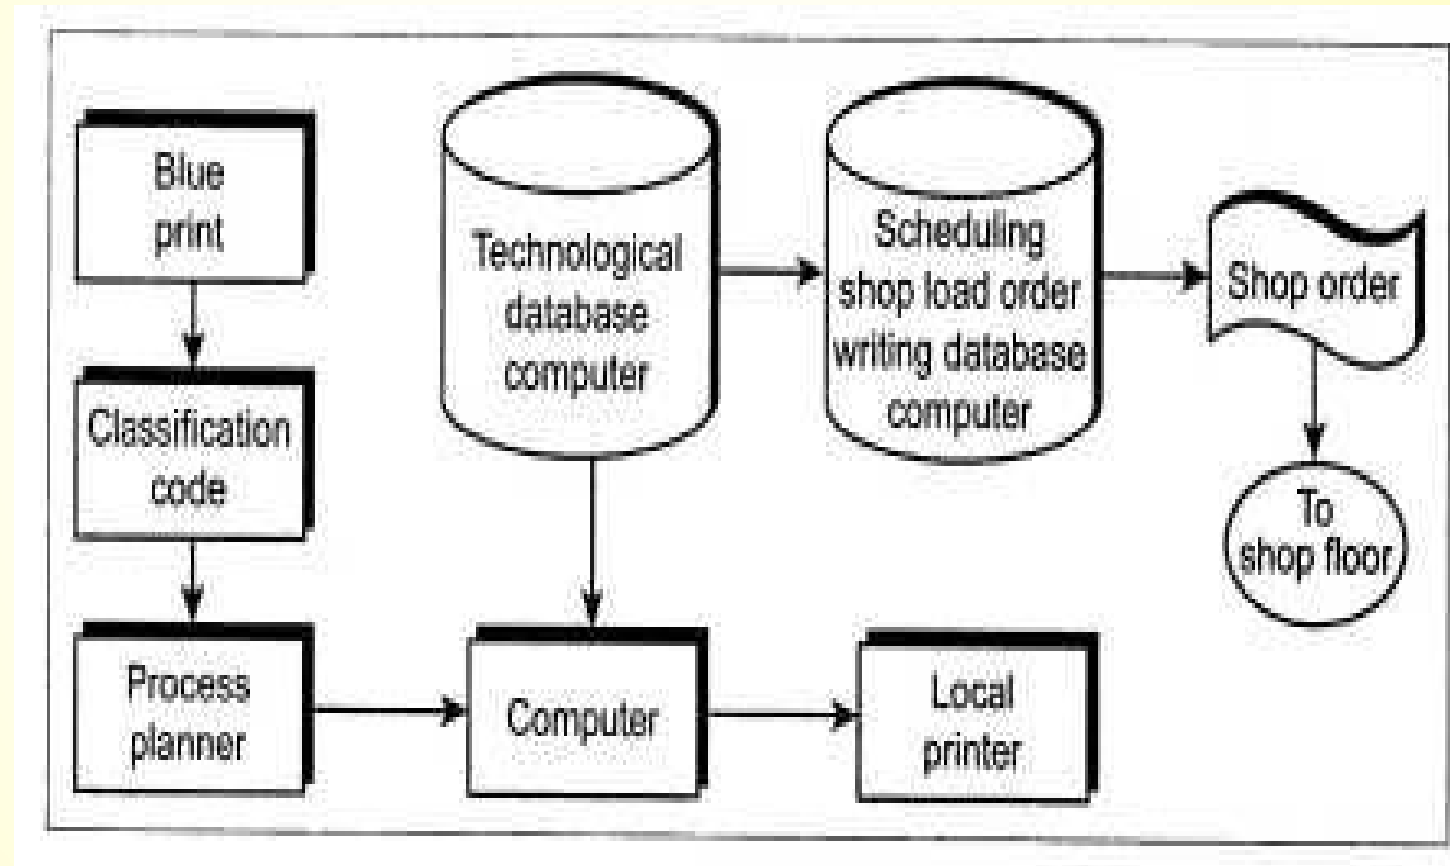 Blue
print
Classification
code
Process
planner
Technological
database
computer
Computer
Scheduling
shop load order
writing database
computer
Local
printer
Shop order
To
shop floor